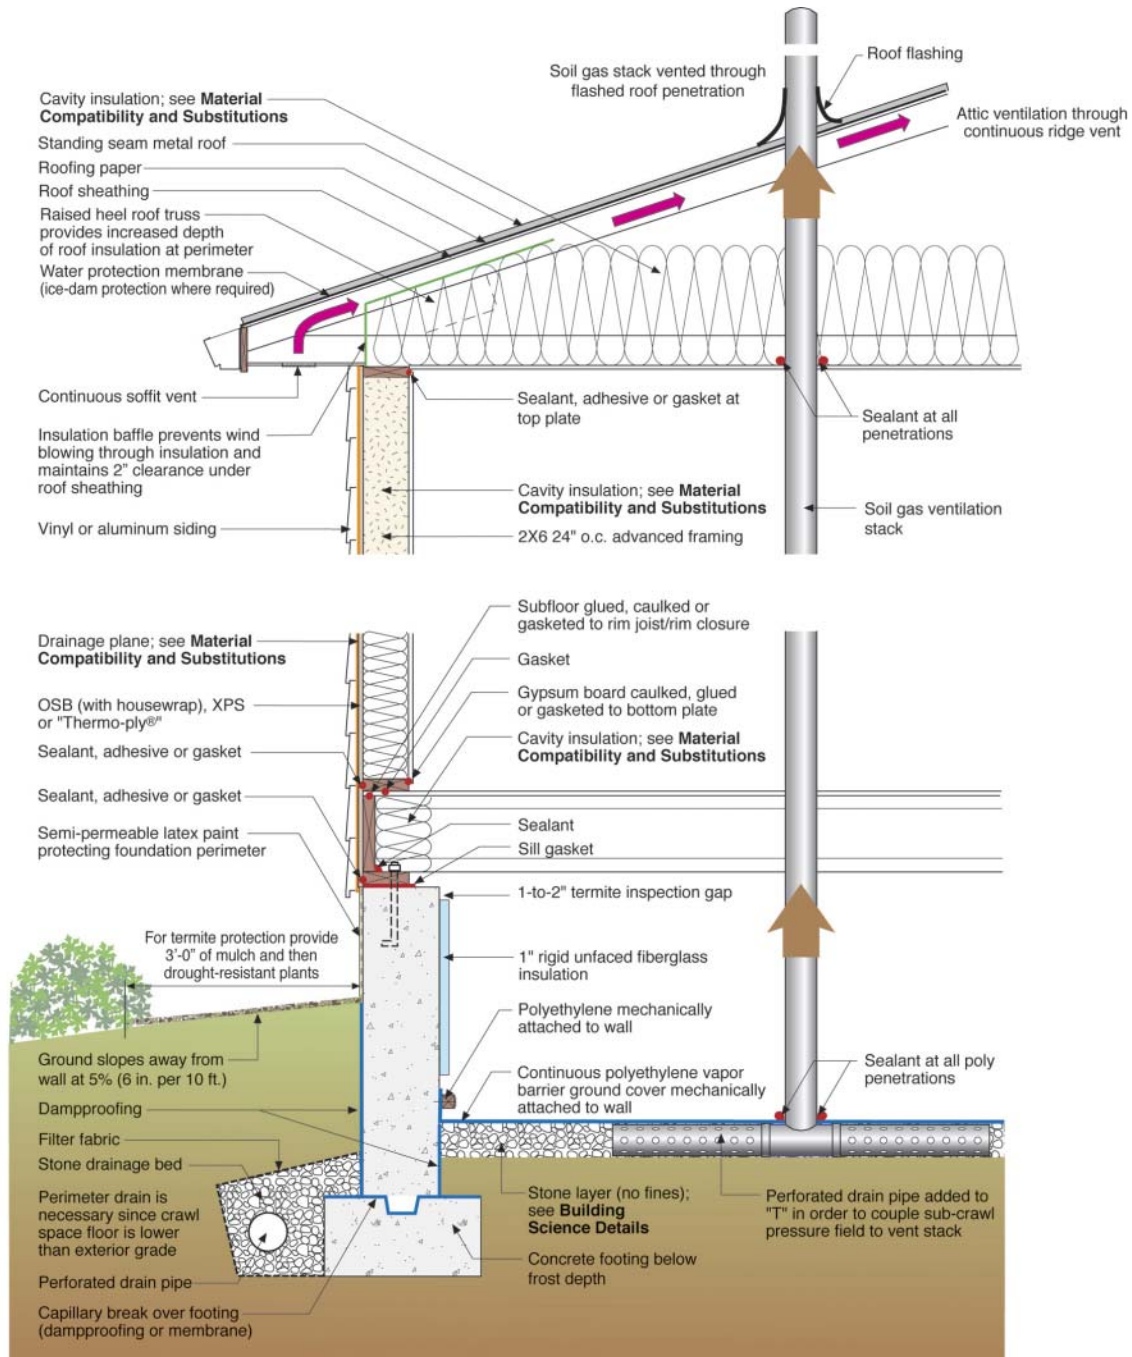 Soil gas stack vented through
flashed roof penetration
Roof flashing
Attic ventilation through
continuous ridge vent
Cavity insulation; see Material
Compatibility and Substitutions
Standing seam metal roof
Roofing paper
Roof sheathing
Raised heel roof truss
provides increased depth
of roof insulation at perimeter
Water protection membrane
(ice-dam protection where required)
Continuous soffit vent
Insulation baffle prevents wind
blowing through insulation and
maintains 2" clearance under
roof sheathing
Vinyl or aluminum siding
Sealant, adhesive or gasket at
top plate
Sealant at all
penetrations
Cavity insulation; see Material
Compatibility and Substitutions
2X6 24" o.c. advanced framing
Soil gas ventilation
stack
Drainage plane; see Material
Compatibility and Substitutions
OSB (with housewrap), XPS
or "Thermo-ply®"
Sealant, adhesive or gasket
Sealant, adhesive or gasket
Semi-permeable latex paint
protecting foundation perimeter
Subfloor glued, caulked or
gasketed to rim joist/rim closure
Gasket
Gypsum board caulked, glued
or gasketed to bottom plate
Cavity insulation; see Material
Compatibility and Substitutions
Sealant
Sill gasket
1-to-2" termite inspection gap
For termite protection provide
3'-0" of mulch and then
drought-resistant plants
1" rigid unfaced fiberglass
insulation
Polyethylene mechanically
attached to wall
Continuous polyethylene vapor
barrier ground cover mechanically
attached to wall
Sealant at all poly
penetrations
Ground slopes away from
wall at 5% (6 in. per 10 ft.)
Dampproofing
Filter fabric
Stone drainage bed
Perimeter drain is
necessary since crawl
space floor is lower
than exterior grade
Perforated drain pipe
Capillary break over footing
(dampproofing or membrane)
Stone layer (no fines);
see Building
Science Details
Concrete footing below
frost depth
Perforated drain pipe added to
"T" in order to couple sub-crawl
pressure field to vent stack